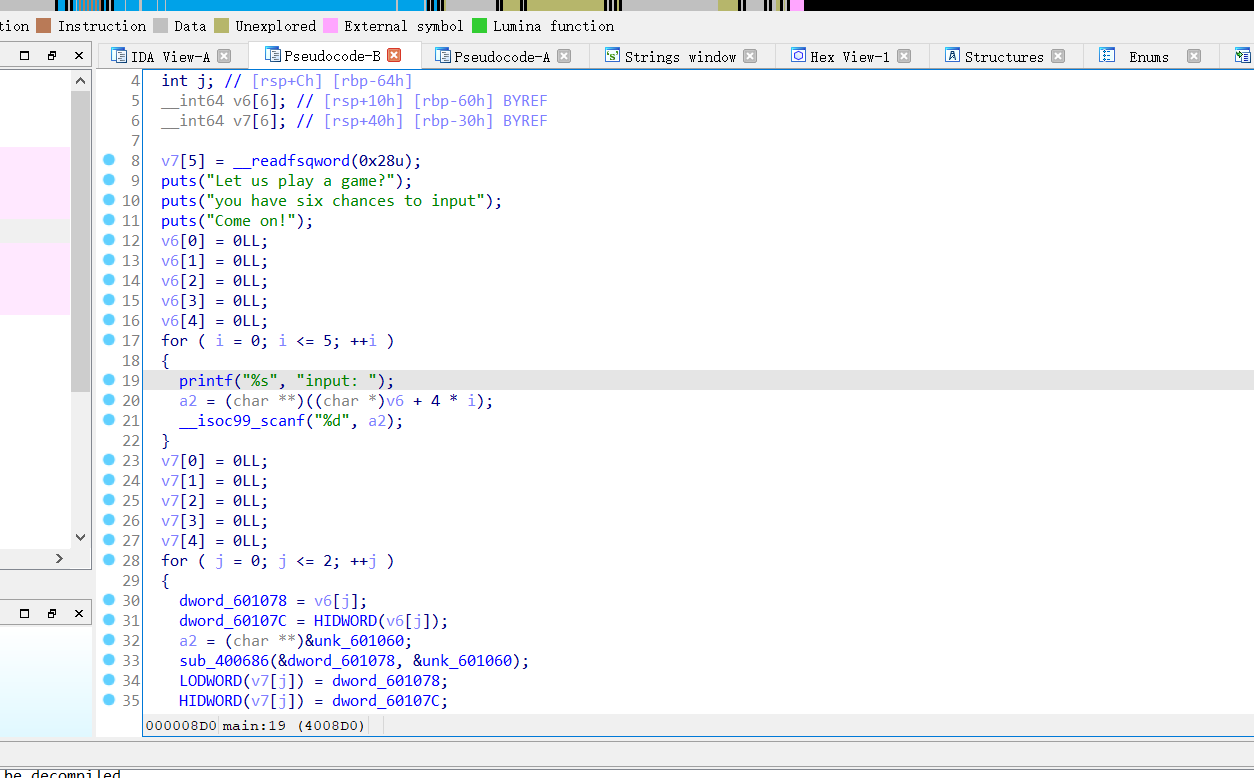 tion Instruction Data Unexplored External symbol Lumina function
IDA View-A Pseudocode-B Pseudocode-A Strings window Hex View-1 Structures Enums
4 int j; // [rsp+Ch] [rbp-64h]
5 __int64 v6[6]; // [rsp+10h] [rbp-60h] BYREF
6 __int64 v7[6]; // [rsp+40h] [rbp-30h] BYREF
7
8 v7[5] = __readfsqword(0x28u);
9 puts("Let us play a game?");
10 puts("you have six chances to input");
11 puts("Come on!");
12 v6[0] = 0LL;
13 v6[1] = 0LL;
14 v6[2] = 0LL;
15 v6[3] = 0LL;
16 v6[4] = 0LL;
17 for ( i = 0; i <= 5; ++i )
18 {
19 printf("%s", "input: ");
20 a2 = (char **)((char *)v6 + 4 * i);
21 __isoc99_scanf("%d", a2);
22 }
23 v7[0] = 0LL;
24 v7[1] = 0LL;
25 v7[2] = 0LL;
26 v7[3] = 0LL;
27 v7[4] = 0LL;
28 for ( j = 0; j <= 2; ++j )
29 {
30 dword_601078 = v6[j];
31 dword_60107C = HIDWORD(v6[j]);
32 a2 = (char **)&unk_601060;
33 sub_400686(&dword_601078, &unk_601060);
34 LODWORD(v7[j]) = dword_601078;
35 HIDWORD(v7[j]) = dword_60107C;
000008D0 main:19 (4008D0)
be decompiled